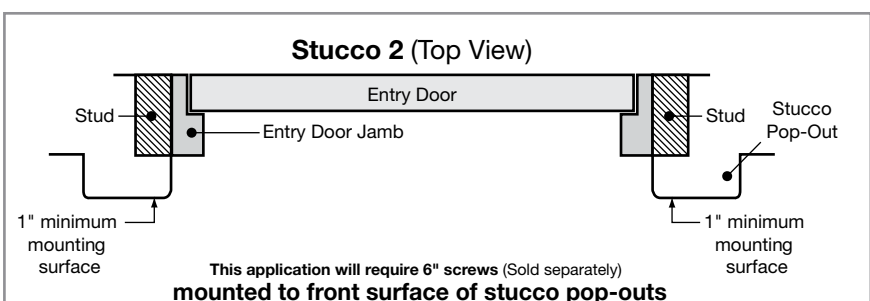 Stucco 2 (Top View)
Entry Door
Stud
Entry Door Jamb
Stud
Stucco
Pop-Out
1" minimum
mounting
surface
1" minimum
mounting
surface
This application will require 6" screws (Sold separately)
mounted to front surface of stucco pop-outs